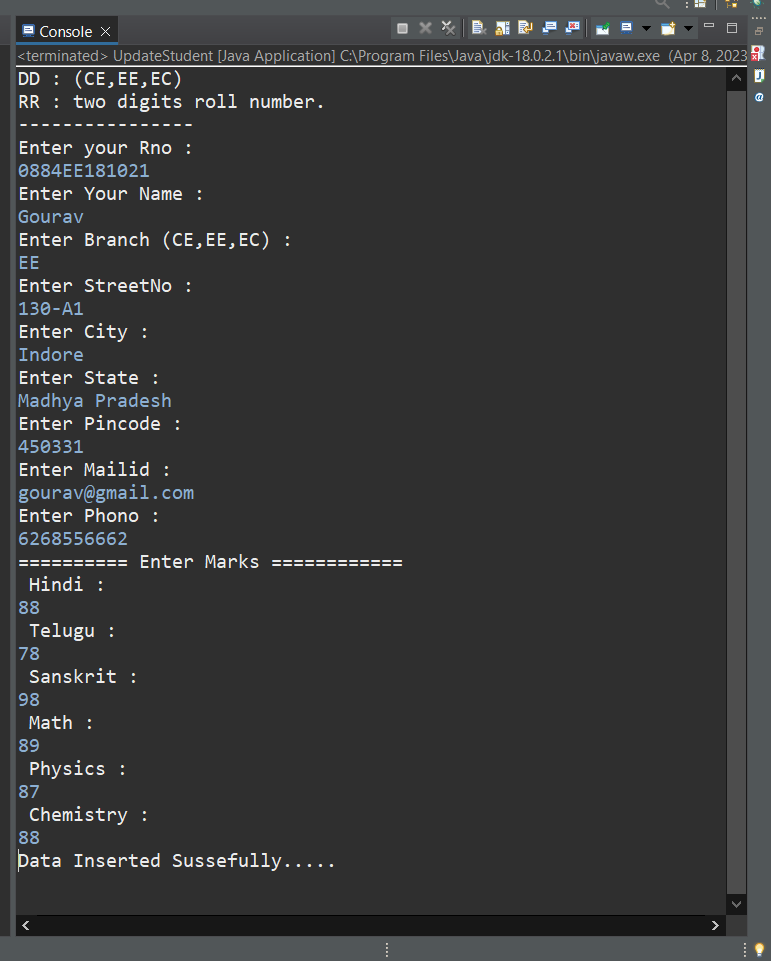 Console
<terminated> UpdateStudent [Java Application] C:\Program Files\Java\jdk-18.0.2.1\bin\javaw.exe (Apr 8, 2023
DD : (CE,EE,EC)
RR : two digits roll number.
----------------
Enter your Rno :
0884EE181021
Enter Your Name :
Gourav
Enter Branch (CE,EE,EC) :
EE
Enter StreetNo :
130-A1
Enter City :
Indore
Enter State :
Madhya Pradesh
Enter Pincode :
450331
Enter Mailid :
gourav@gmail.com
Enter Phono :
6268556662
========== Enter Marks ============
Hindi :
88
Telugu :
78
Sanskrit :
98
Math :
89
Physics :
87
Chemistry :
88
Data Inserted Sussefully.....